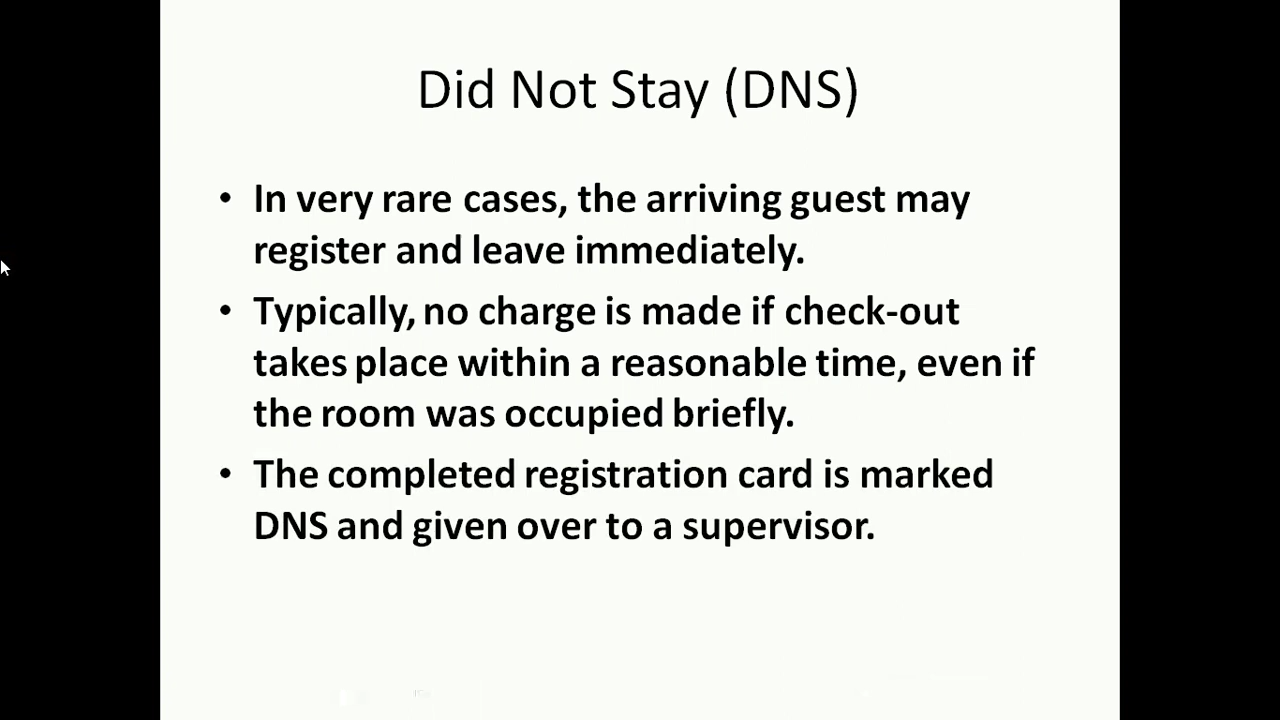 Did Not Stay (DNS)
• In very rare cases, the arriving guest may
register and leave immediately.
• Typically, no charge is made if check-out
takes place within a reasonable time, even if
the room was occupied briefly.
• The completed registration card is marked
DNS and given over to a supervisor.